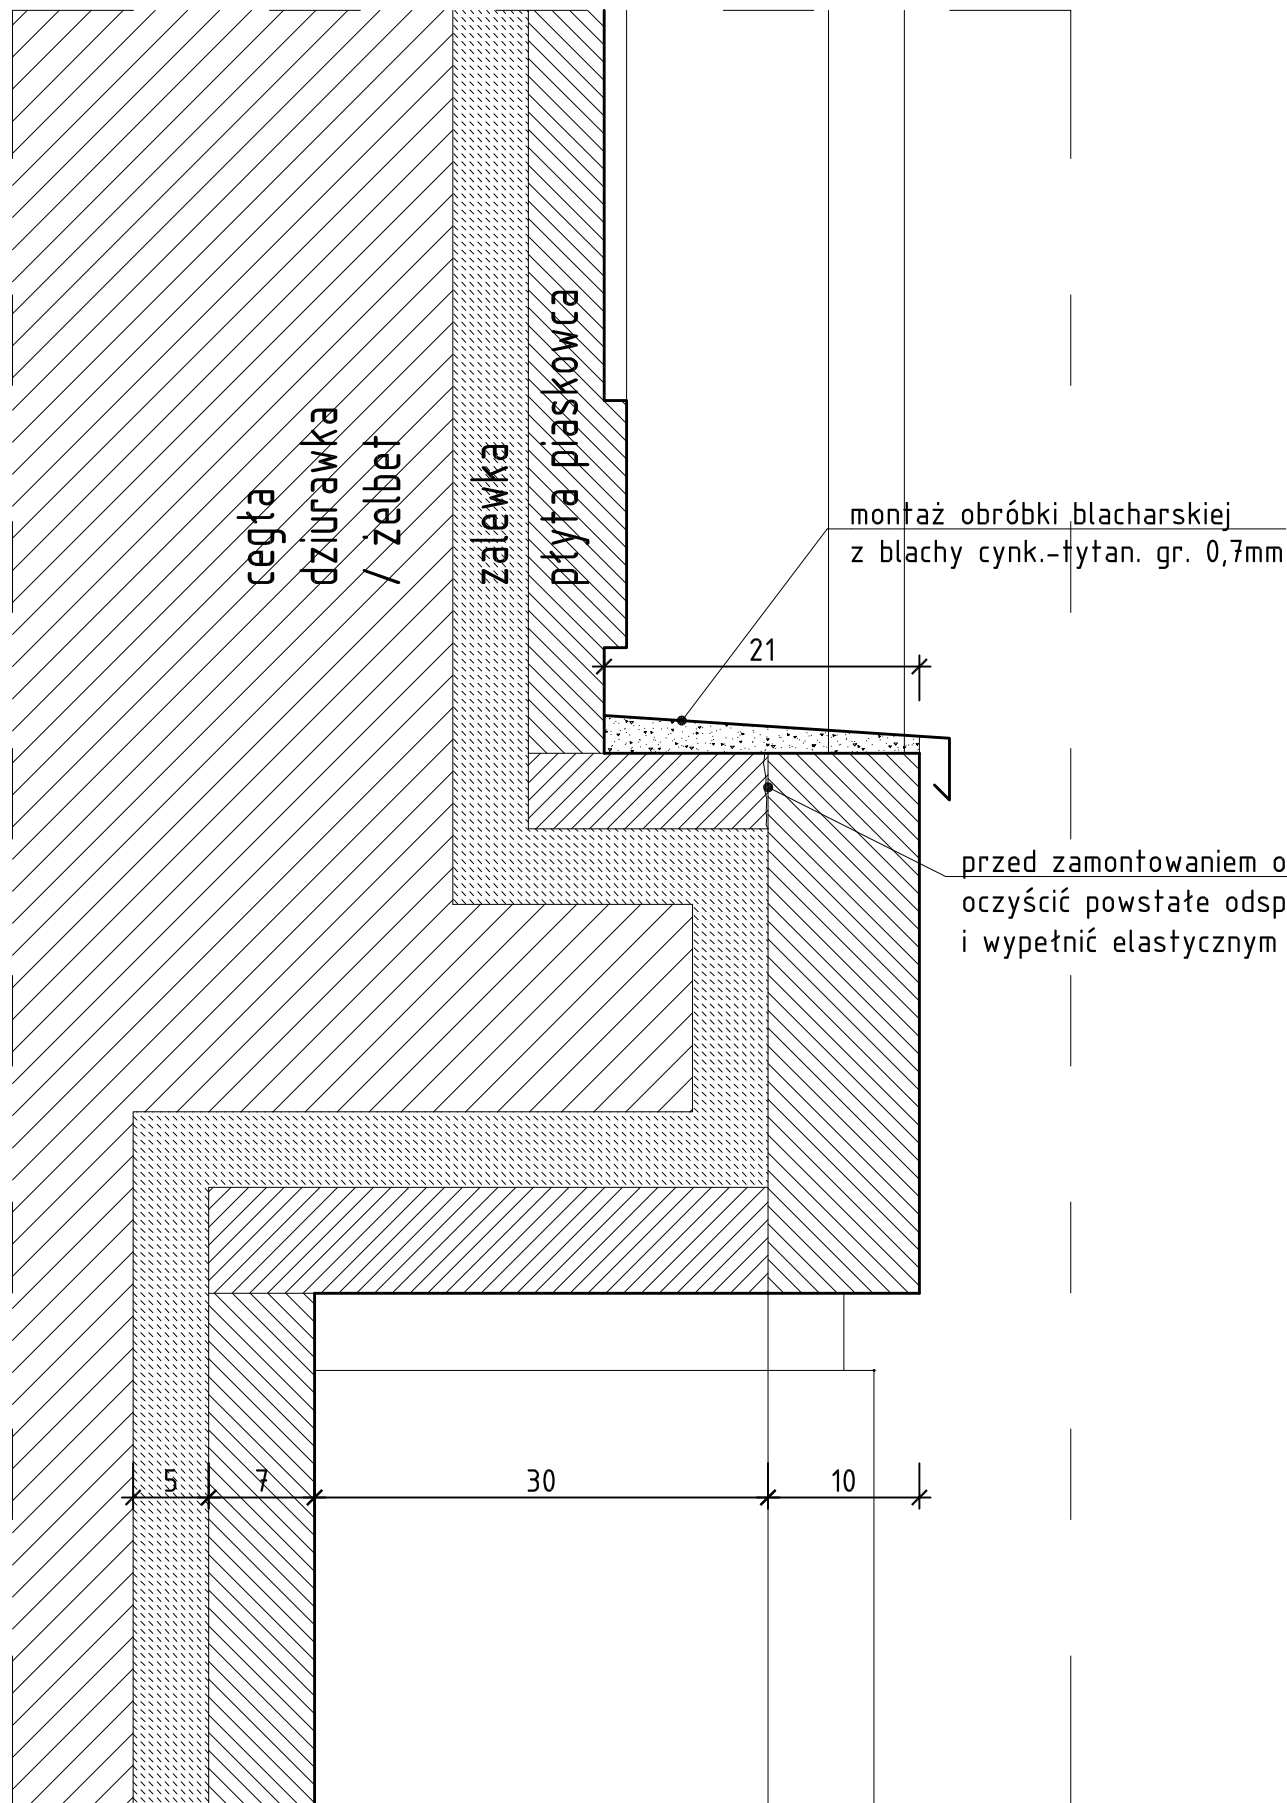 cegła
dziurawka
/ żelbet
zalewka
płyta piaskowca
montaż obróbki blacharskiej
z blachy cynk.-tytan. gr. 0,7mm
21
przed zamontowaniem
oczyścić powstałe
i wypełnić elastycznym
5 7 30 10